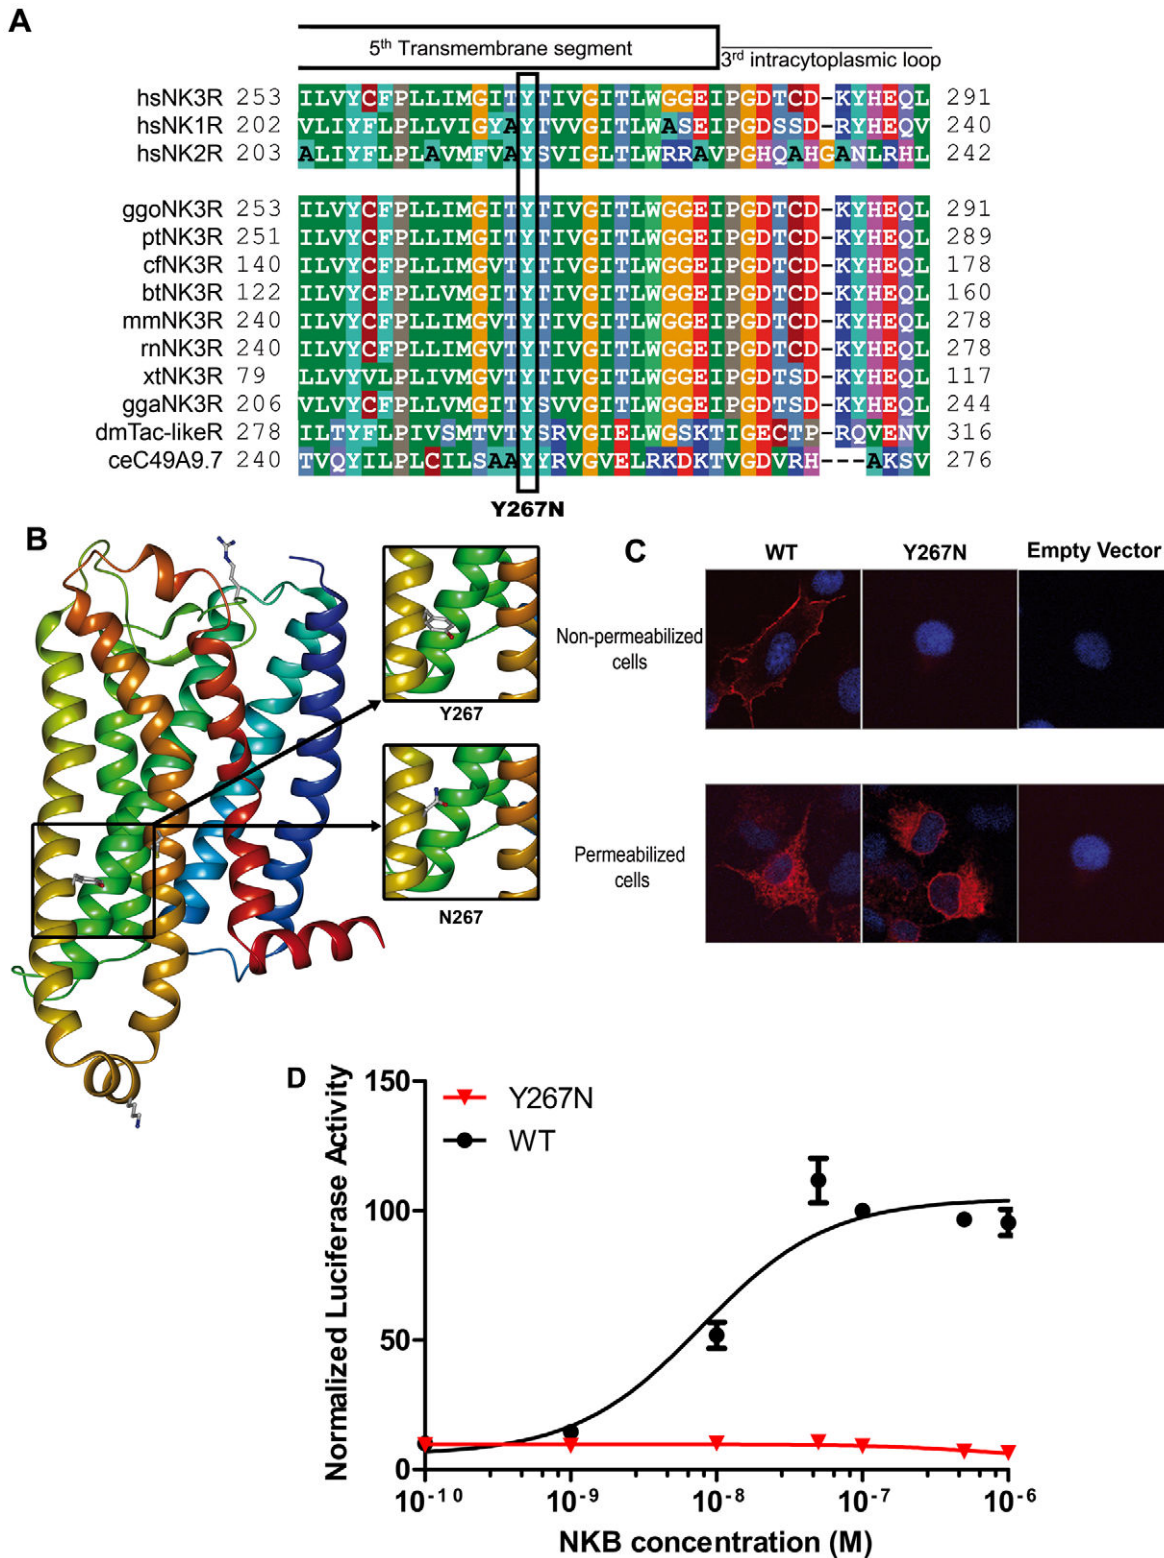 A
5th Transmembrane segment
3rd intracytoplasmic loop
hsNK3R 253 ILVYCFPLLIMGITYTIVGITLWGGEIPGDTCD-KYHEQL 291
hsNK1R 202 VLIYFLPLLVIGYAYTVVGITLWASEIPGDSSD-RYHEQV 240
hsNK2R 203 ALIYFLPLAVMFVAYSVIGLTLWRRAVPGHQAHGANLRHL 242
ggoNK3R 253 ILVYCFPLLIMGITYTIVGITLWGGEIPGDTCD-KYHEQL 291
ptNK3R 251 ILVYCFPLLIMGITYTIVGITLWGGEIPGDTCD-KYHEQL 289
cfNK3R 140 ILVYCFPLLIMGVTYTIVGITLWGGEIPGDTCD-KYHEQL 178
btNK3R 122 ILVYCFPLLVMGITYTIVGITLWGGEIPGDTCD-KYHEQL 160
mmNK3R 240 ILVYCFPLLIMGVTYTIVGITLWGGEIPGDTCD-KYHEQL 278
rnNK3R 240 ILVYCFPLLIMGVTYTIVGITLWGGEIPGDTCD-KYHEQL 278
xtNK3R 79 LLVYVLPLIVMGVTYTIVGITLWGGEIPGDTSD-KYHEQL 117
ggaNK3R 206 VLVYCFPLLVMGITYSVVGITLWGGEIPGDTSD-KYHEQL 244
dmTac-likeR 278 ILTYFLPIVSMTVTYSRVGIELWGSKTIGECTP-RQVENV 316
ceC49A9.7 240 TVQYILPLCILSAAYYRVGVELRKDKTVGDVRH----AKSV 276
Y267N
B
Y267
N267
C
WT Y267N Empty Vector
Non-permeabilized
cells
Permeabilized
cells
D
Normalized Luciferase Activity
150
100
50
0
Y267N
WT
10-10 10-9 10-8 10-7 10-6
NKB concentration (M)